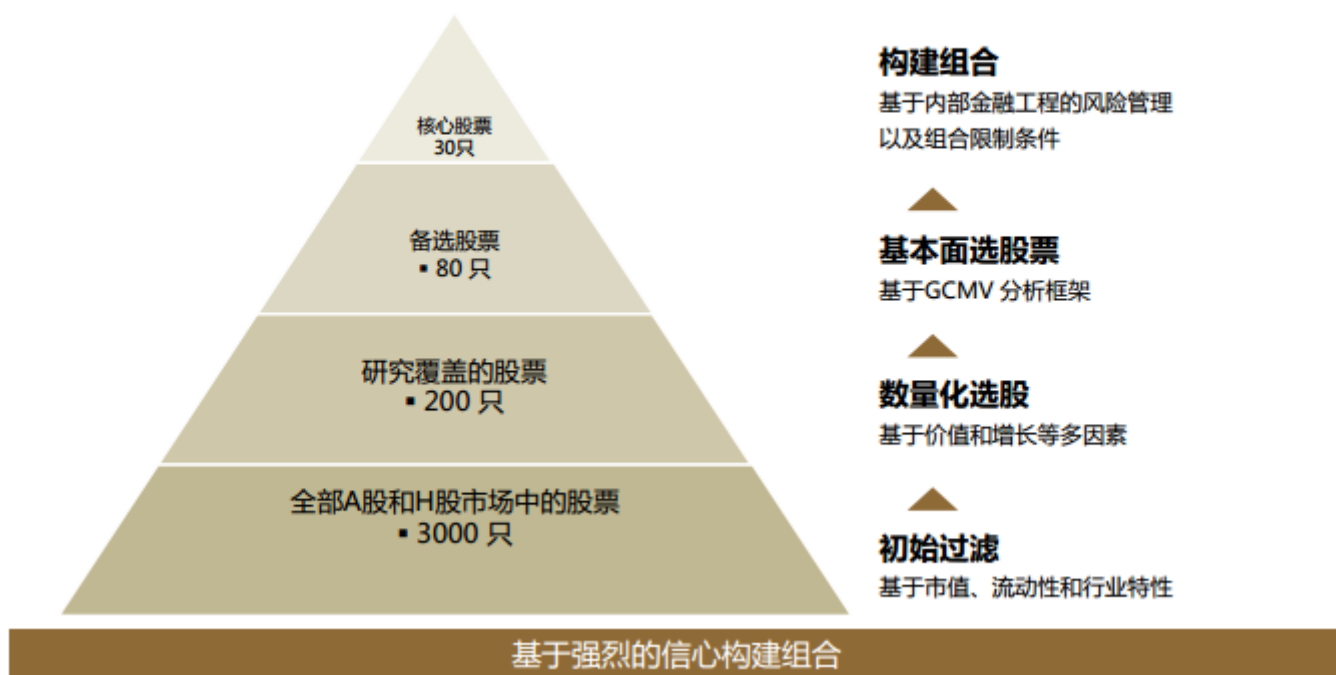 核心股票
30只
备选股票
▪ 80 只
研究覆盖的股票
▪ 200 只
全部A股和H股市场中的股票
▪ 3000 只
构建组合
基于内部金融工程的风险管理
以及组合限制条件
基本面选股票
基于GCMV 分析框架
数量化选股
基于价值和增长等多因素
初始过滤
基于市值、流动性和行业特性
基于强烈的信心构建组合